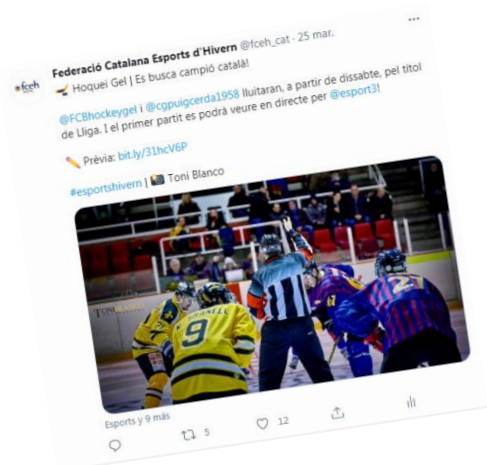 Federació Catalana Esports d'Hivern @fceh_cat · 25 mar.
Hoquei Gel | Es busca campió català!
@FCBhockeygel i @cgpuigcerda1958 lluitaran, a partir de dissabte, pel títol
de Lliga. I el primer partit es podrà veure en directe per @esport3!
Prèvia: bit.ly/31hcV6P
#esportshivern | Toni Blanco
fceh
9
27
Esports y 9 más
5 12